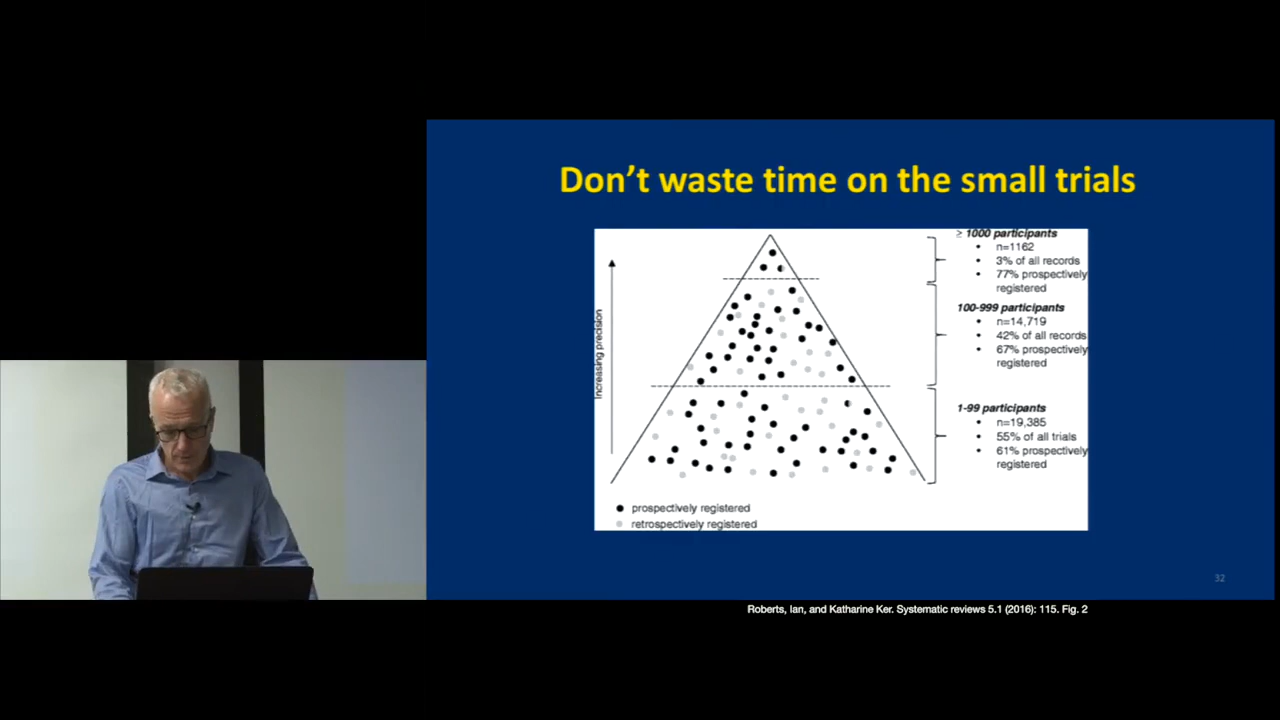 Don't waste time on the small trials
≥ 1000 participants
• n=1162
• 3% of all records
• 77% prospectively
registered
100-999 participants
• n=14,719
• 42% of all records
• 67% prospectively
registered
1-99 participants
• n=19,385
• 55% of all trials
• 61% prospectively
registered
Increasing precision
prospectively registered
retrospectively registered
32
Roberts, Ian, and Katharine Ker. Systematic reviews 5.1 (2016): 115. Fig. 2